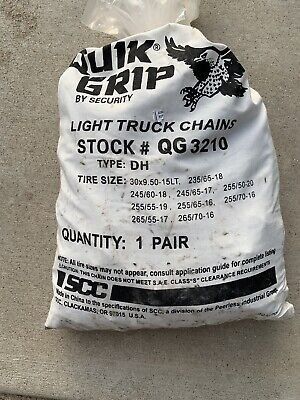 QUIK
GRIP
BY SECURITY
LIGHT TRUCK CHAINS
STOCK # QG 3210
TYPE: DH
TIRE SIZE: 30x9.50-15LT, 235/65-18
245/60-18, 245/65-17, 255/50-20
255/55-19, 255/65-16, 255/70-16
265/55-17, 265/70-16
QUANTITY: 1 PAIR
NOTE: All tire sizes may not appear, consult application guide for complete listing
CAUTION: THIS CHAIN DOES NOT MEET S.A.E. CLASS "S" CLEARANCE REQUIREMENTS
SCC
Made in China to the specifications of SCC, a division of the Peerless Industrial Group
SCC, CLACKAMAS, OR 97015 U.S.A.